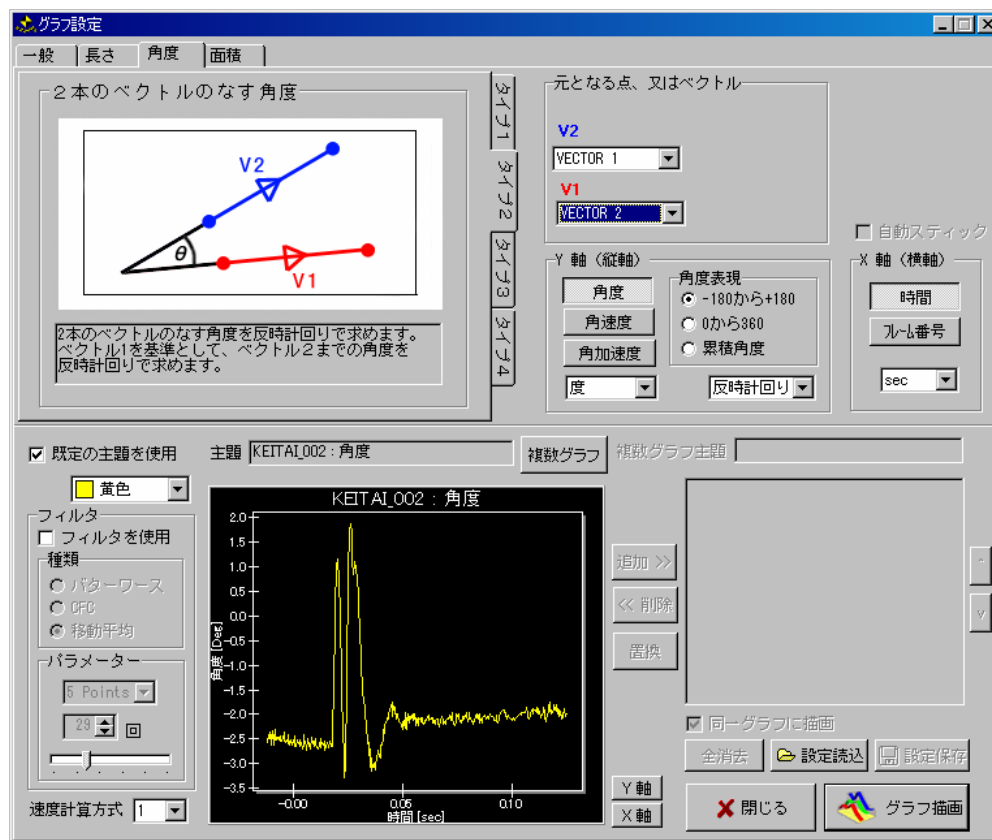 グラフ設定
一般
長さ
角度
面積
2本のベクトルのなす角度
V2
θ
V1
2本のベクトルのなす角度を反時計回りで求めます。
ベクトル1を基準として、ベクトル2までの角度を
反時計回りで求めます。
タイプ1
タイプ2
タイプ3
タイプ4
元となる点、又はベクトル
V2
VECTOR 1
V1
VECTOR 2
自動スティック
Y 軸 (縦軸)
角度
角速度
角加速度
度
角度表現
-180から+180
0から360
累積角度
反時計回り
X 軸 (横軸)
時間
フレーム番号
sec
既定の主題を使用
主題 KEITAI_002 : 角度
複数グラフ
複数グラフ主題
黄色
フィルタ
フィルタを使用
種類
バターワース
CFC
移動平均
パラメーター
5 Points
29
回
速度計算方式 1
KEITAI_002 : 角度
2.0
1.5
1.0
0.5
0.0
-0.5
-1.0
-1.5
-2.0
-2.5
-3.0
-3.5
角度 [Deg]
-0.00 0.05 0.10
時間 [sec]
追加 >>
<< 削除
置換
Y 軸
X 軸
^
v
同一グラフに描画
全消去
設定読込
設定保存
閉じる
グラフ描画